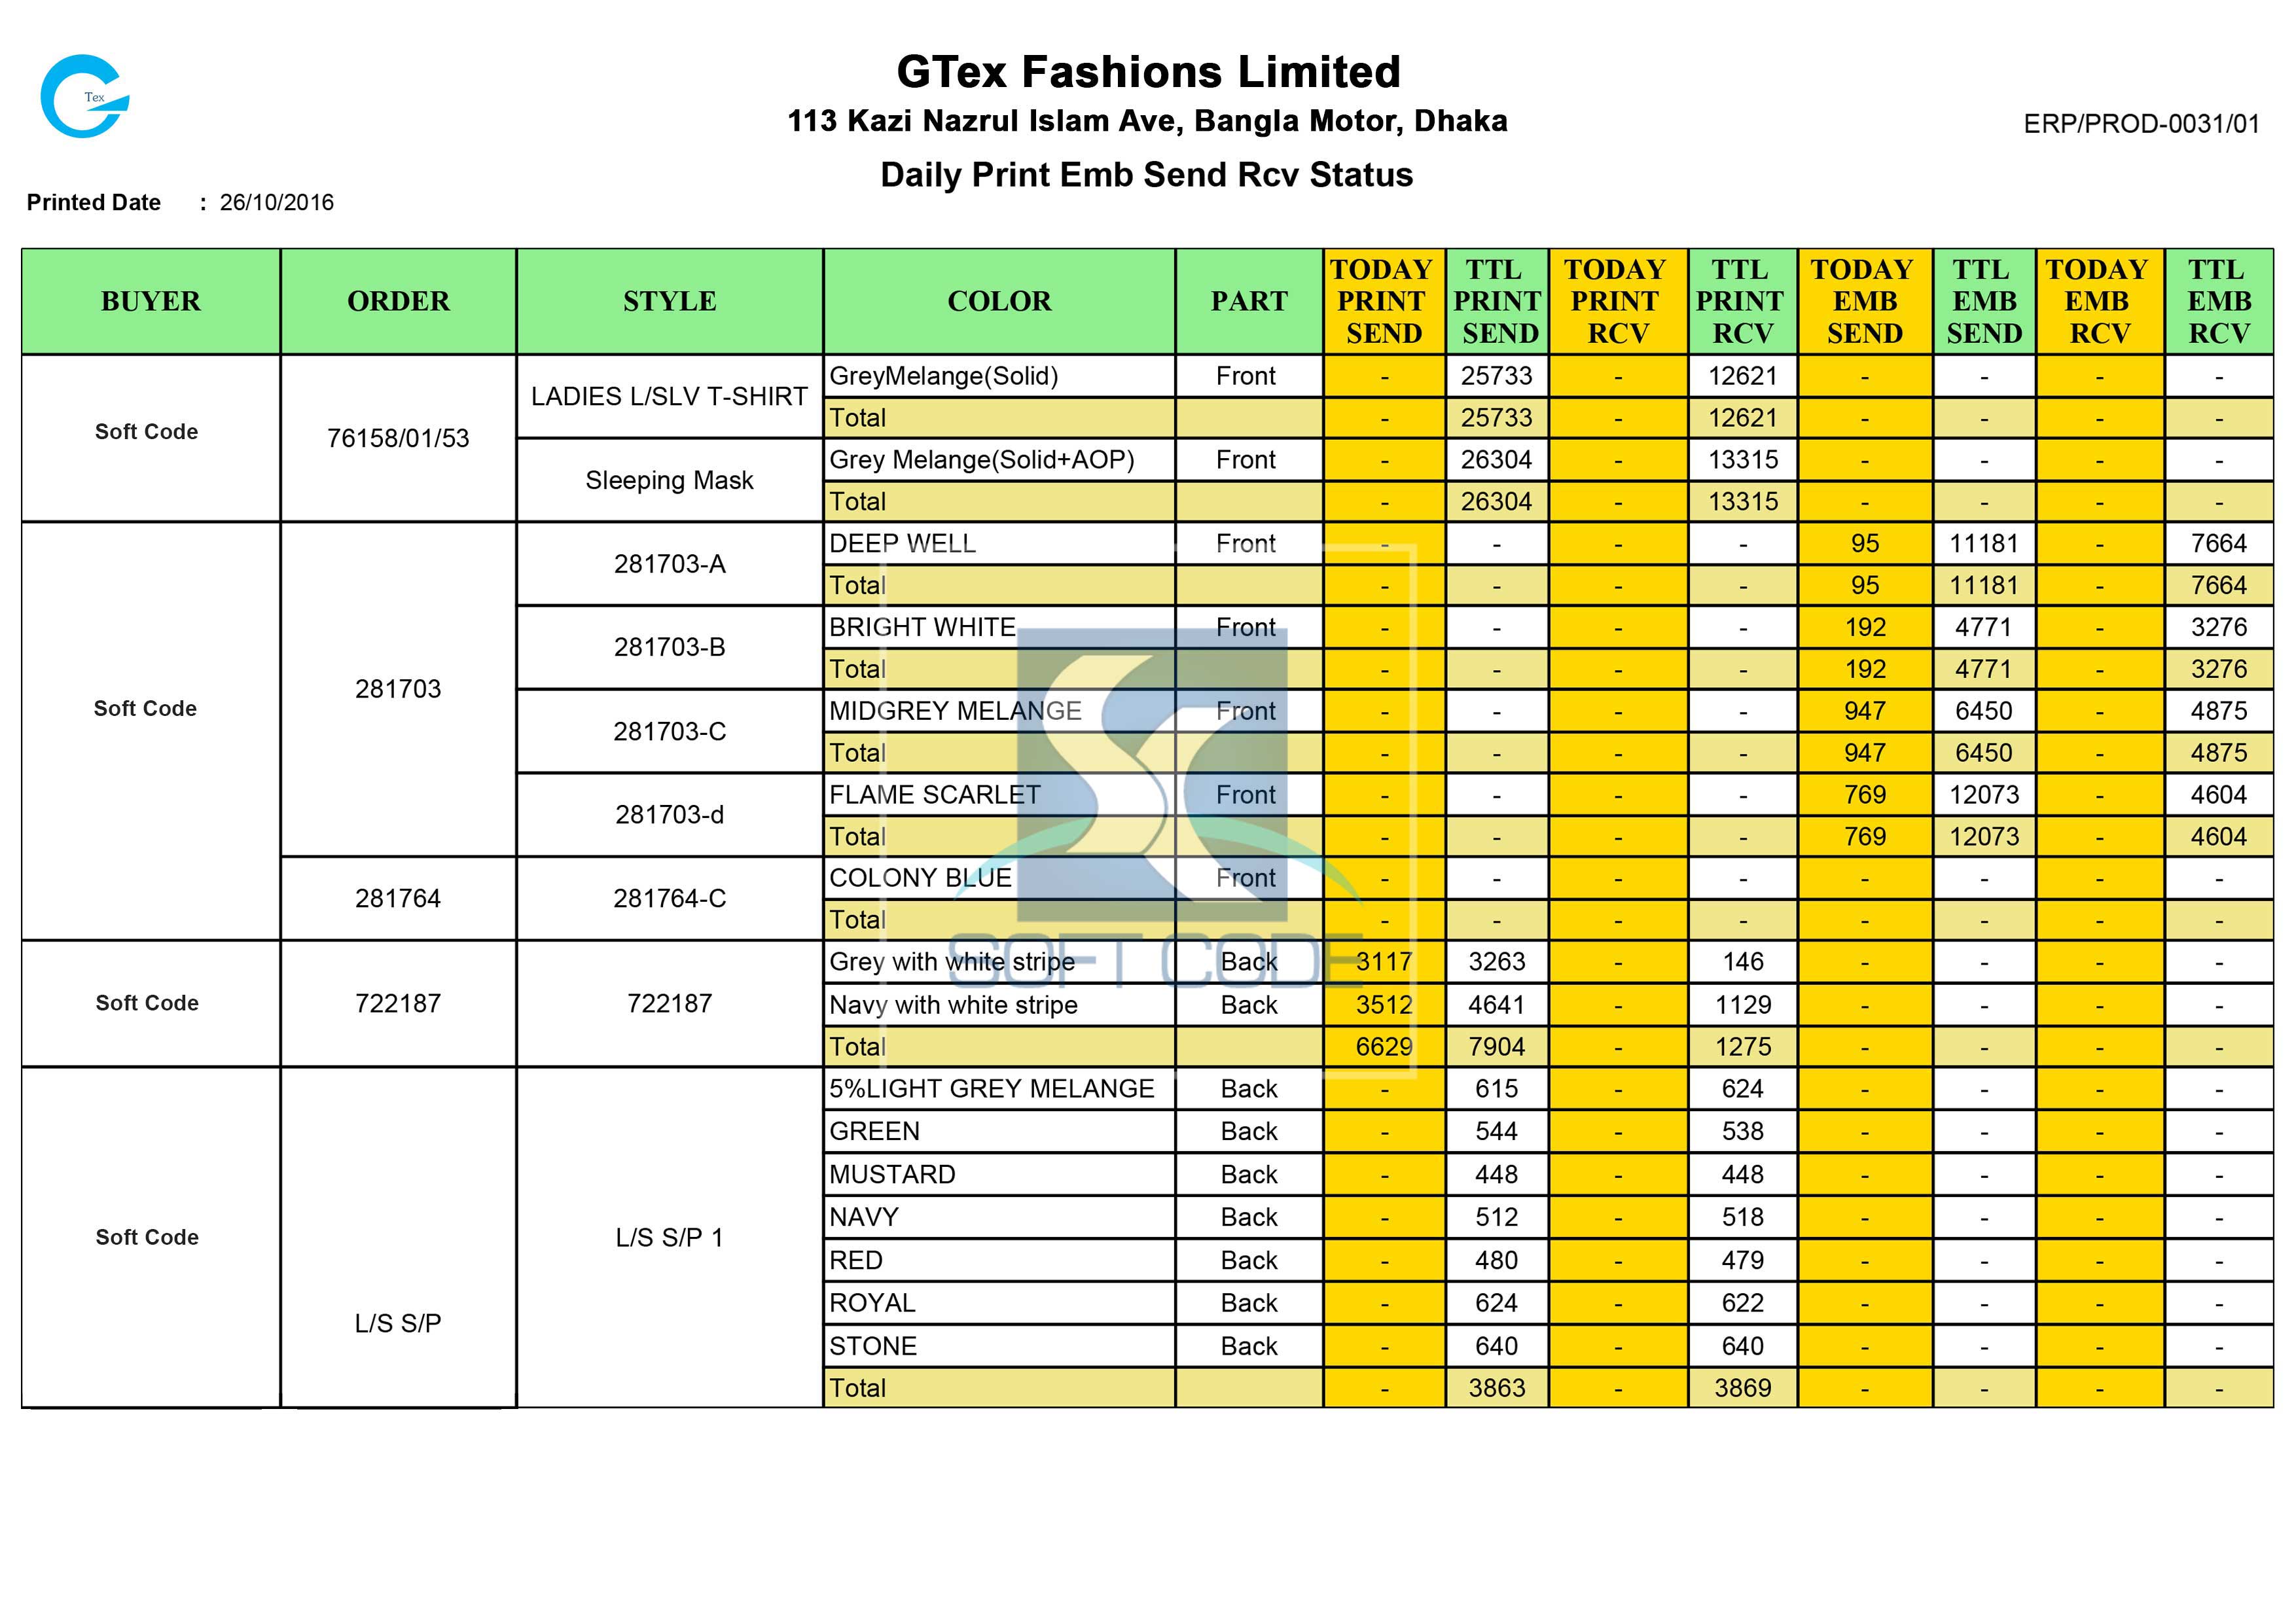 Tex
GTex Fashions Limited
113 Kazi Nazrul Islam Ave, Bangla Motor, Dhaka
ERP/PROD-0031/01
Daily Print Emb Send Rcv Status
Printed Date : 26/10/2016
BUYER ORDER STYLE COLOR PART TODAY PRINT SEND TTL PRINT SEND TODAY PRINT RCV TTL PRINT RCV TODAY EMB SEND TTL EMB SEND TODAY EMB RCV TTL EMB RCV
Soft Code 76158/01/53 LADIES L/SLV T-SHIRT GreyMelange(Solid) Front - 25733 - 12621 - - - -
Total - 25733 - 12621 - - - -
Sleeping Mask Grey Melange(Solid+AOP) Front - 26304 - 13315 - - - -
Total - 26304 - 13315 - - - -
Soft Code 281703 281703-A DEEP WELL Front - - - - 95 11181 - 7664
Total - - - - 95 11181 - 7664
281703-B BRIGHT WHITE Front - - - - 192 4771 - 3276
Total - - - - 192 4771 - 3276
281703-C MIDGREY MELANGE Front - - - - 947 6450 - 4875
Total - - - - 947 6450 - 4875
281703-d FLAME SCARLET Front - - - - 769 12073 - 4604
Total - - - - 769 12073 - 4604
281764 281764-C COLONY BLUE Front - - - - - - - -
Total - - - - - - - -
SOFT CODE
Soft Code 722187 722187 Grey with white stripe Back 3117 3263 - 146 - - - -
Navy with white stripe Back 3512 4641 - 1129 - - - -
Total 6629 7904 - 1275 - - - -
Soft Code L/S S/P L/S S/P 1 5%LIGHT GREY MELANGE Back - 615 - 624 - - - -
GREEN Back - 544 - 538 - - - -
MUSTARD Back - 448 - 448 - - - -
NAVY Back - 512 - 518 - - - -
RED Back - 480 - 479 - - - -
ROYAL Back - 624 - 622 - - - -
STONE Back - 640 - 640 - - - -
Total - 3863 - 3869 - - - -